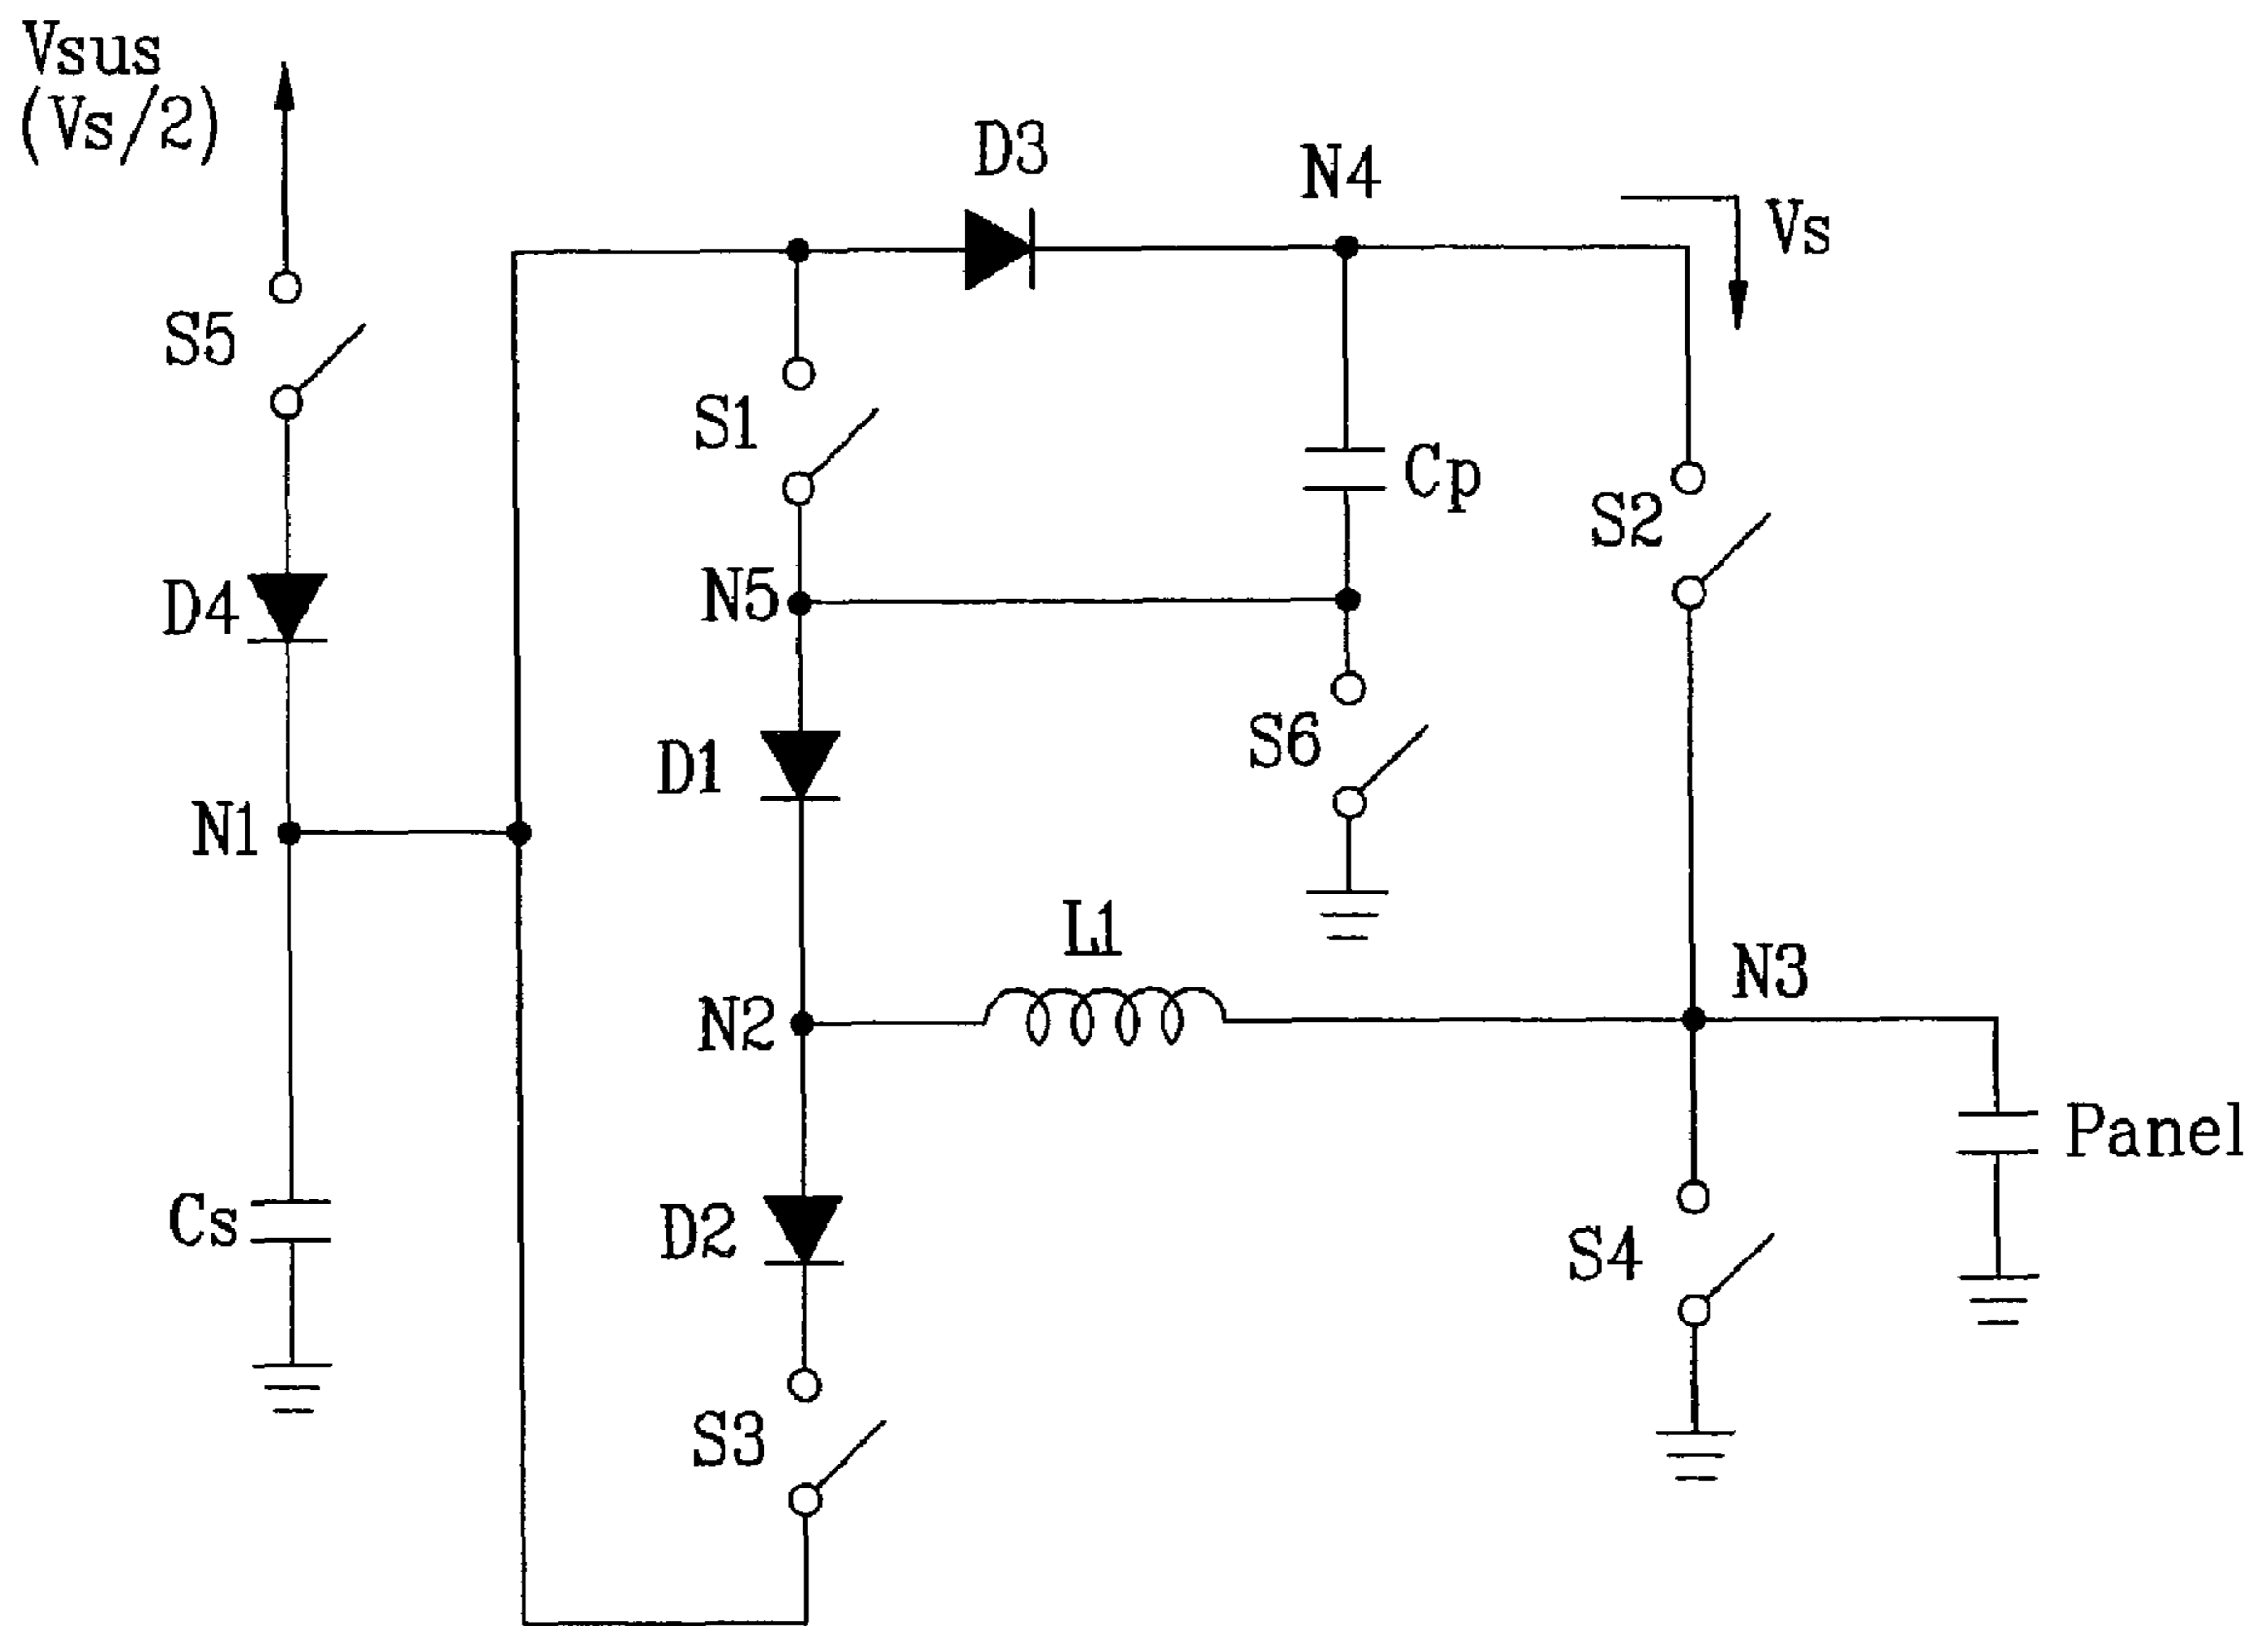 Vsus
(Vs/2)
D3
N4
Vs
S5
S1
Cp
S2
D4
N5
S6
D1
N1
L1
N3
N2
Panel
Cs
D2
S4
S3